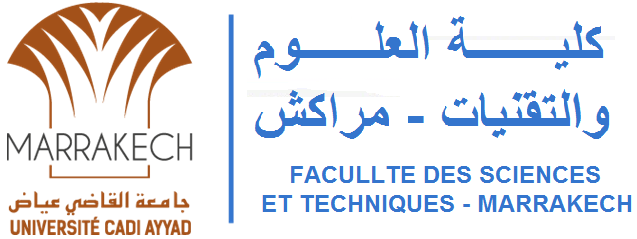 MARRAKECH
جامعة القاضي عياض
UNIVERSITÉ CADI AYYAD
كلية العلوم
والتقنيات - مراكش
FACULLTE DES SCIENCES
ET TECHNIQUES - MARRAKECH